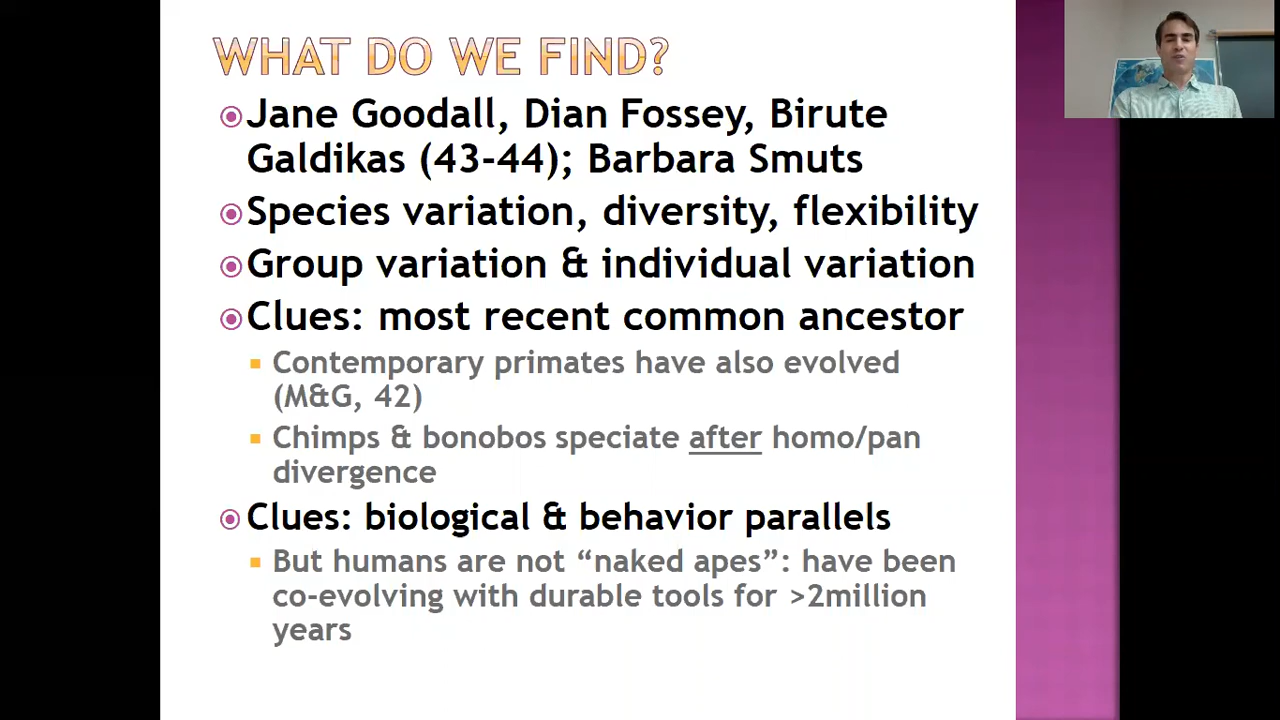 WHAT DO WE FIND?
Jane Goodall, Dian Fossey, Birute
Galdikas (43-44); Barbara Smuts
Species variation, diversity, flexibility
Group variation & individual variation
Clues: most recent common ancestor
Contemporary primates have also evolved
(M&G, 42)
Chimps & bonobos speciate after homo/pan
divergence
Clues: biological & behavior parallels
But humans are not “naked apes”: have been
co-evolving with durable tools for >2million
years